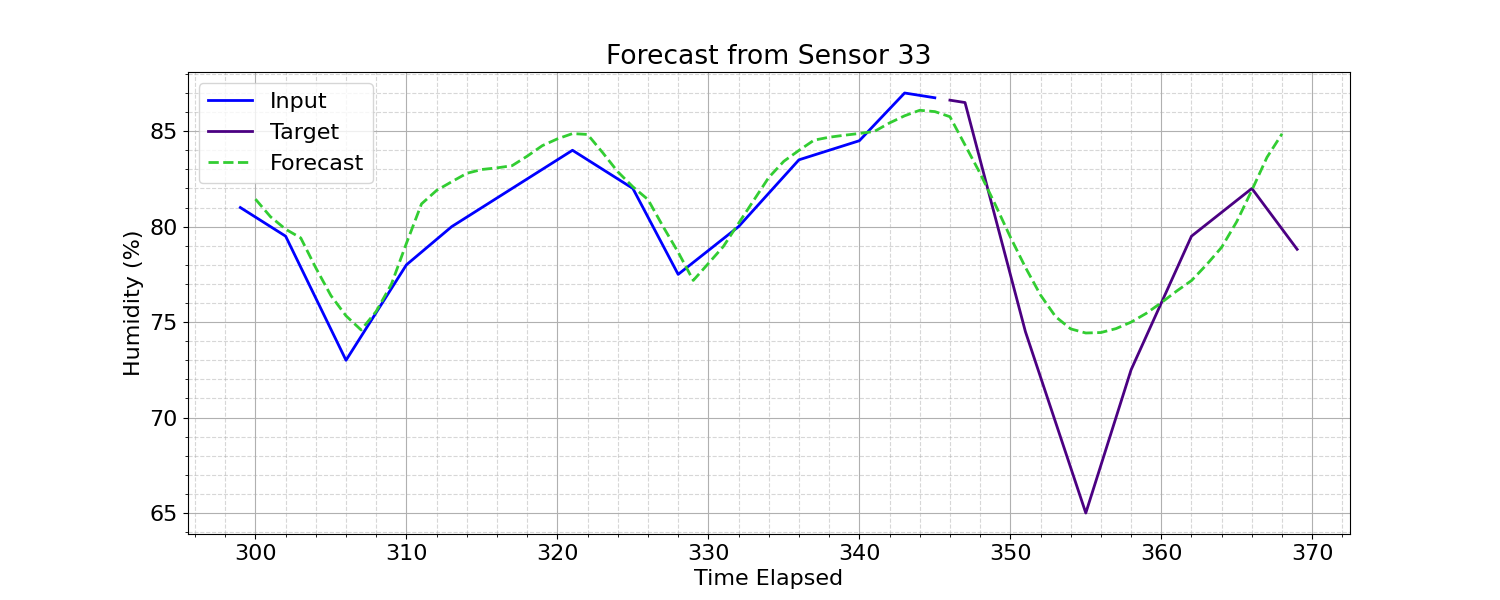 Forecast from Sensor 33
Input
Target
Forecast
85
80
75
70
65
Humidity (%)
300 310 320 330 340 350 360 370
Time Elapsed